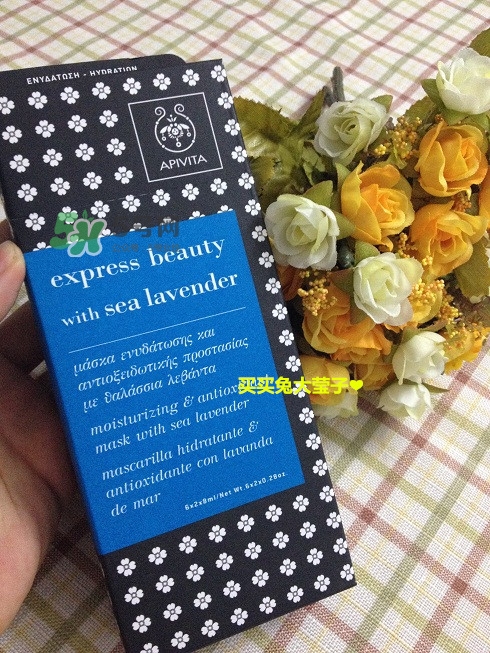 ΕΝΥΔΑΤΩΣΗ - HYDRATION
APIVITA
express beauty
with sea lavender
μάσκα ενυδάτωσης και
αντιοξειδωτικής προστασίας
με θαλάσσια λεβάντα
moisturizing & antiox
mask with sea lavender
mascarilla hidratante &
antioxidante con lavanda
de mar
6x2x8ml/Net Wt. 6x2x0.28oz.
买买兔大莹子❤